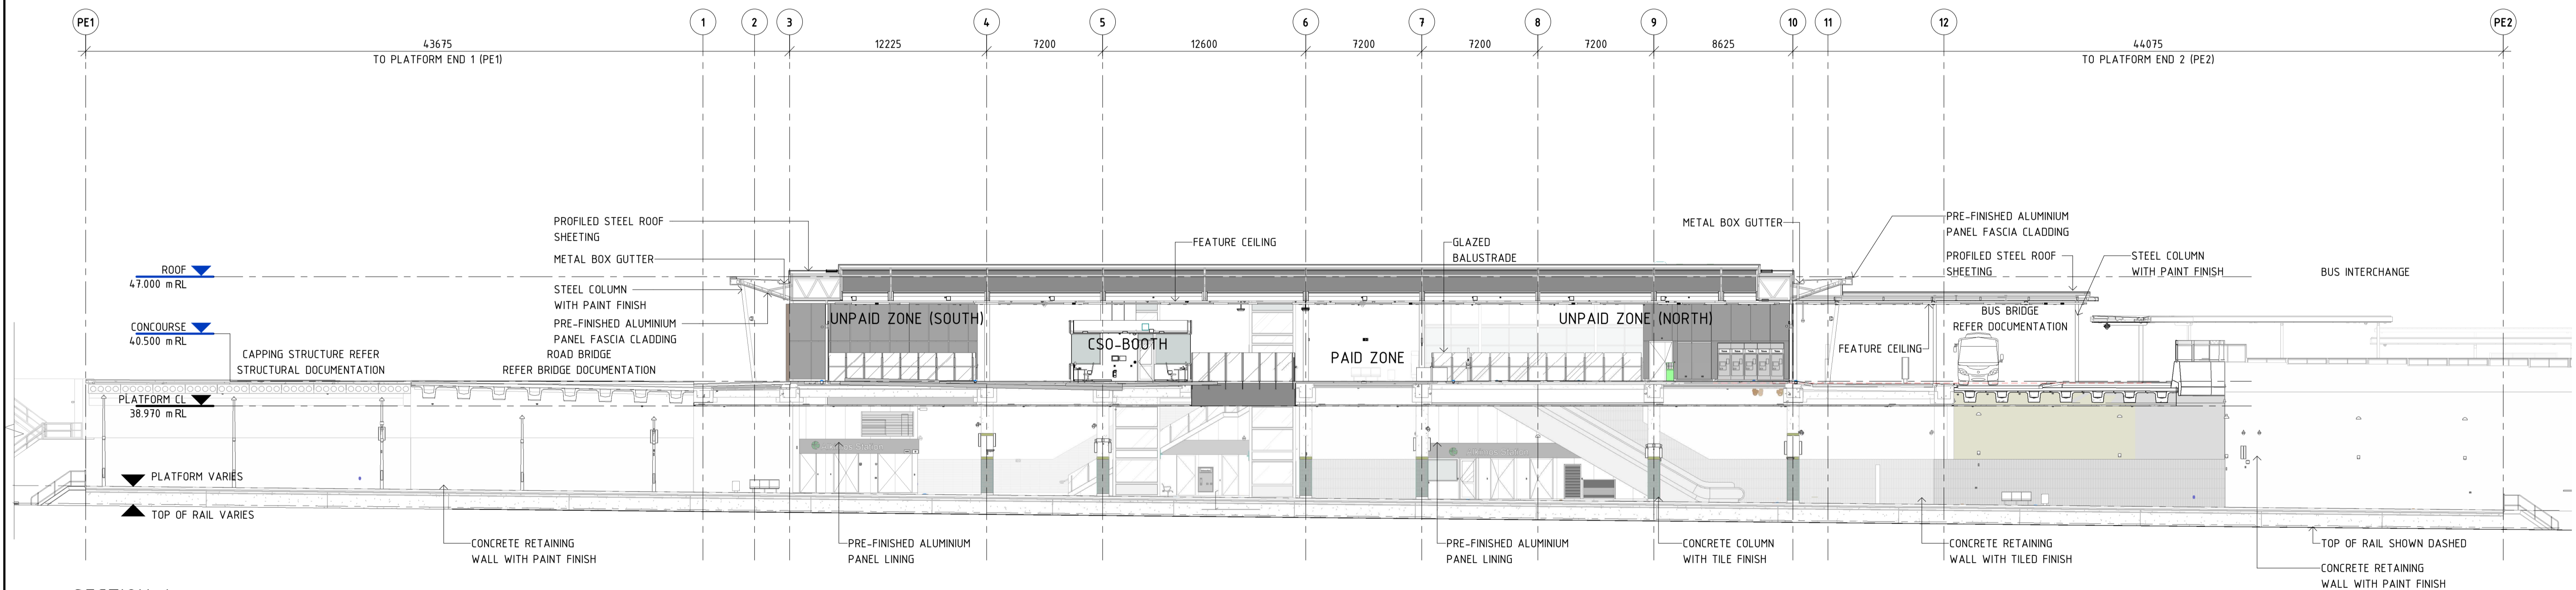 PE1 1 2 3 4 5 6 7 8 9 10 11 12 PE2
43675 12225 7200 12600 7200 7200 7200 8625 44075
TO PLATFORM END 1 (PE1)
TO PLATFORM END 2 (PE2)
PROFILED STEEL ROOF
SHEETING
METAL BOX GUTTER
STEEL COLUMN
WITH PAINT FINISH
PRE-FINISHED ALUMINIUM
PANEL FASCIA CLADDING
FEATURE CEILING
GLAZED
BALUSTRADE
METAL BOX GUTTER
PRE-FINISHED ALUMINIUM
PANEL FASCIA CLADDING
PROFILED STEEL ROOF
SHEETING
STEEL COLUMN
WITH PAINT FINISH
BUS INTERCHANGE
ROOF
47.000 m RL
CONCOURSE
40.500 m RL
CAPPING STRUCTURE REFER
STRUCTURAL DOCUMENTATION
ROAD BRIDGE
REFER BRIDGE DOCUMENTATION
UNPAID ZONE (SOUTH)
CSO-BOOTH
PAID ZONE
UNPAID ZONE (NORTH)
FEATURE CEILING
BUS BRIDGE
REFER DOCUMENTATION
PLATFORM CL
38.970 m RL
PLATFORM VARIES
TOP OF RAIL VARIES
CONCRETE RETAINING
WALL WITH PAINT FINISH
PRE-FINISHED ALUMINIUM
PANEL LINING
PRE-FINISHED ALUMINIUM
PANEL LINING
CONCRETE COLUMN
WITH TILE FINISH
CONCRETE RETAINING
WALL WITH TILED FINISH
TOP OF RAIL SHOWN DASHED
CONCRETE RETAINING
WALL WITH PAINT FINISH